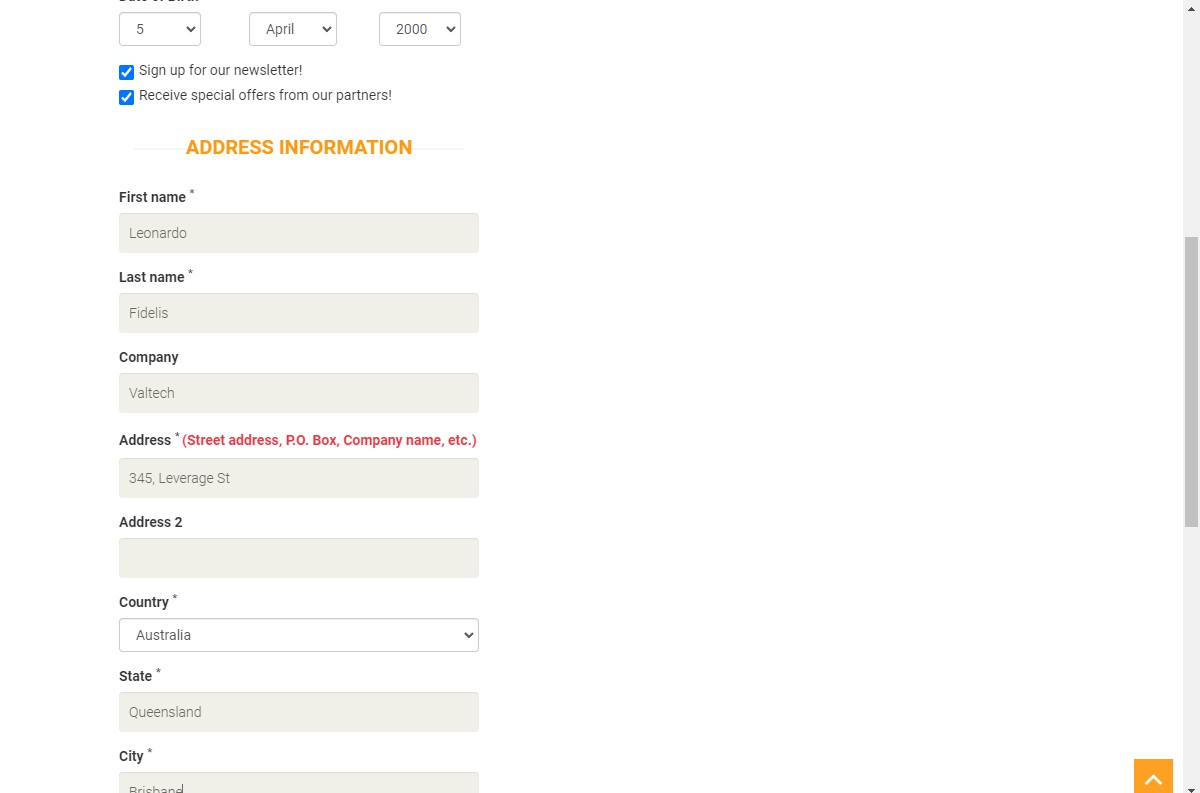 5 April 2000
Sign up for our newsletter!
Receive special offers from our partners!
ADDRESS INFORMATION
First name *
Leonardo
Last name *
Fidelis
Company
Valtech
Address * (Street address, P.O. Box, Company name, etc.)
345, Leverage St
Address 2
Country *
Australia
State *
Queensland
City *
Brisbane